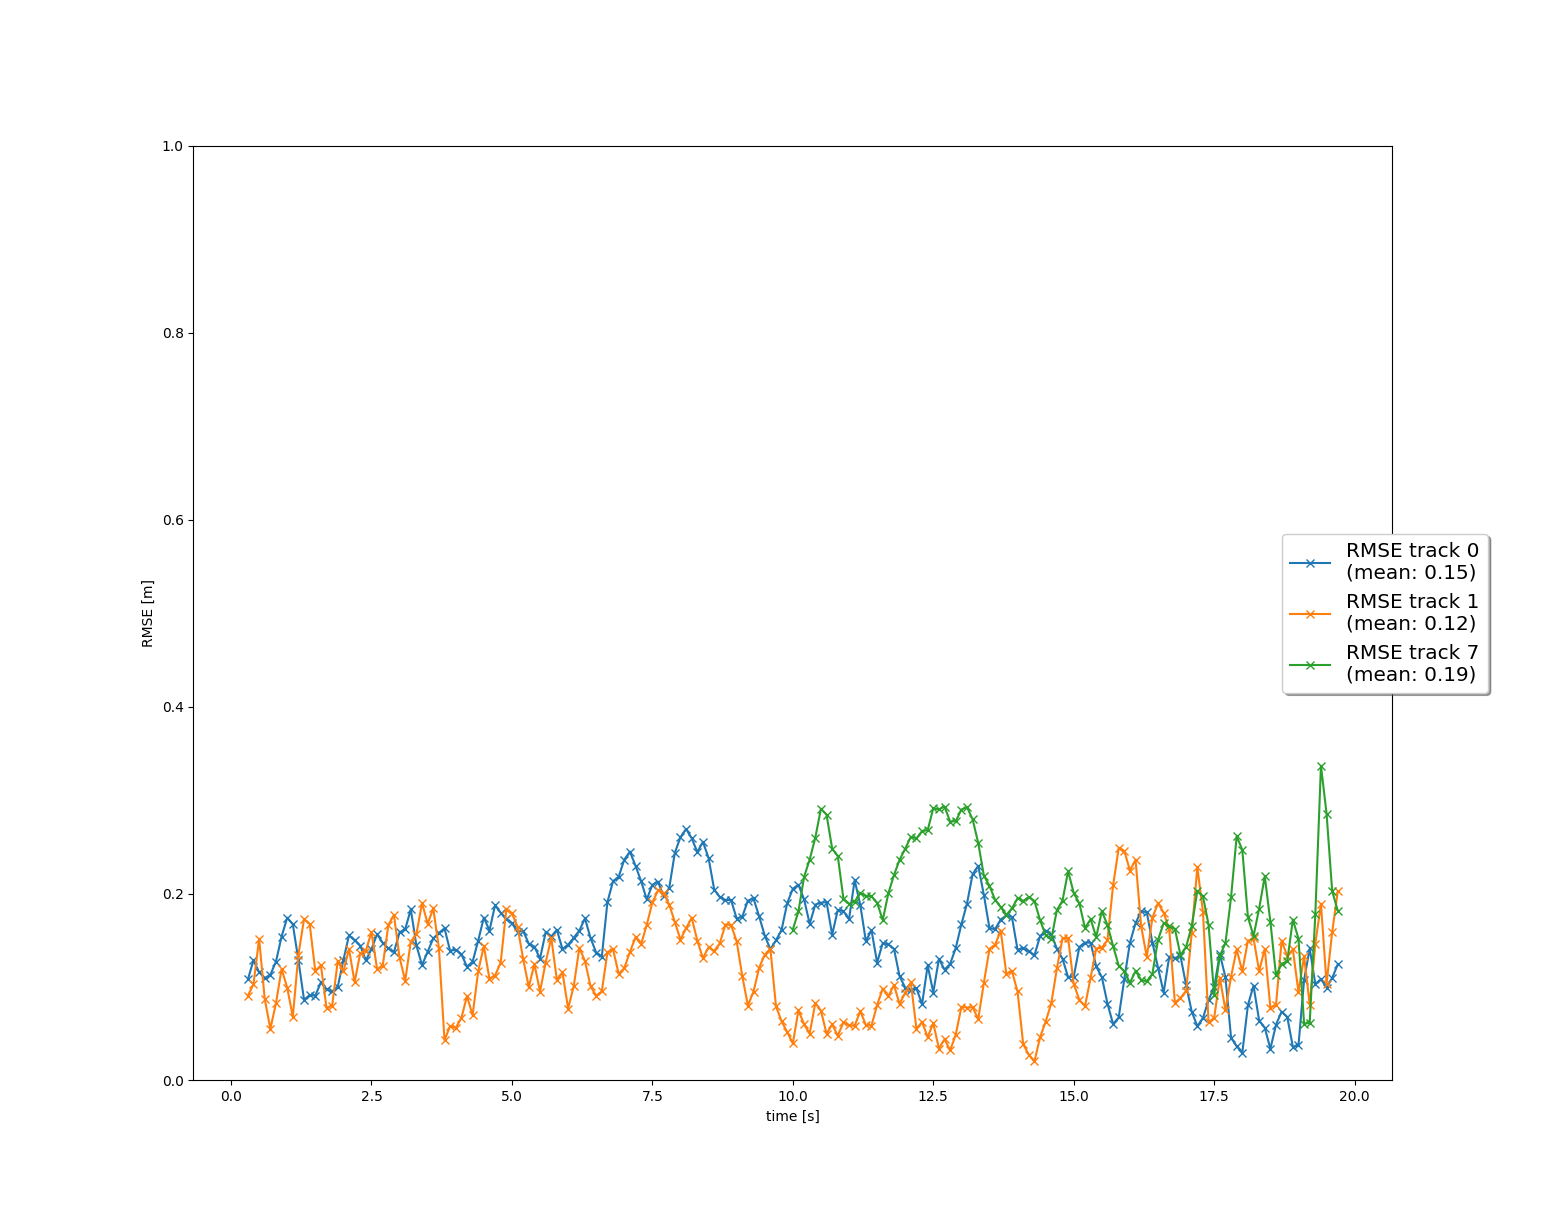 1.0
0.8
0.6
0.4
0.2
0.0
RMSE [m]
0.0 2.5 5.0 7.5 10.0 12.5 15.0 17.5 20.0
time [s]
RMSE track 0
(mean: 0.15)
RMSE track 1
(mean: 0.12)
RMSE track 7
(mean: 0.19)